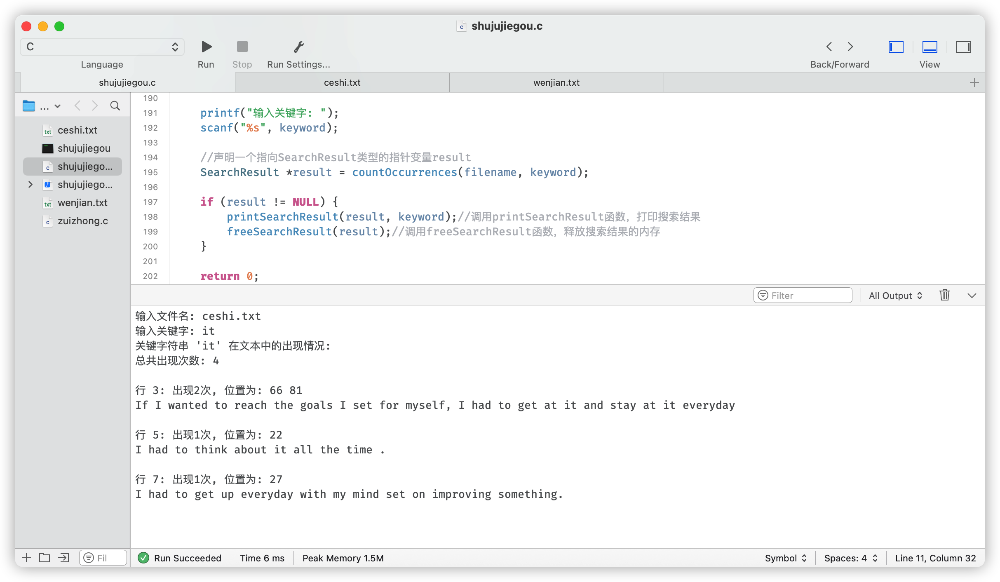 shujujiegou.c
C
Language
Run
Stop
Run Settings...
Back/Forward
View
shujujiegou.c
ceshi.txt
wenjian.txt
...
ceshi.txt
shujujiegou
shujujiego...
shujujiego...
wenjian.txt
zuizhong.c
190
191 printf("输入关键字: ");
192 scanf("%s", keyword);
193
194 //声明一个指向SearchResult类型的指针变量result
195 SearchResult *result = countOccurrences(filename, keyword);
196
197 if (result != NULL) {
198 printSearchResult(result, keyword);//调用printSearchResult函数，打印搜索结果
199 freeSearchResult(result);//调用freeSearchResult函数，释放搜索结果的内存
200 }
201
202 return 0;
Filter
All Output
输入文件名: ceshi.txt
输入关键字: it
关键字符串 'it' 在文本中的出现情况:
总共出现次数: 4
行 3: 出现2次, 位置为: 66 81
If I wanted to reach the goals I set for myself, I had to get at it and stay at it everyday
行 5: 出现1次, 位置为: 22
I had to think about it all the time .
行 7: 出现1次, 位置为: 27
I had to get up everyday with my mind set on improving something.
Fil
Run Succeeded
Time 6 ms
Peak Memory 1.5M
Symbol
Spaces: 4
Line 11, Column 32